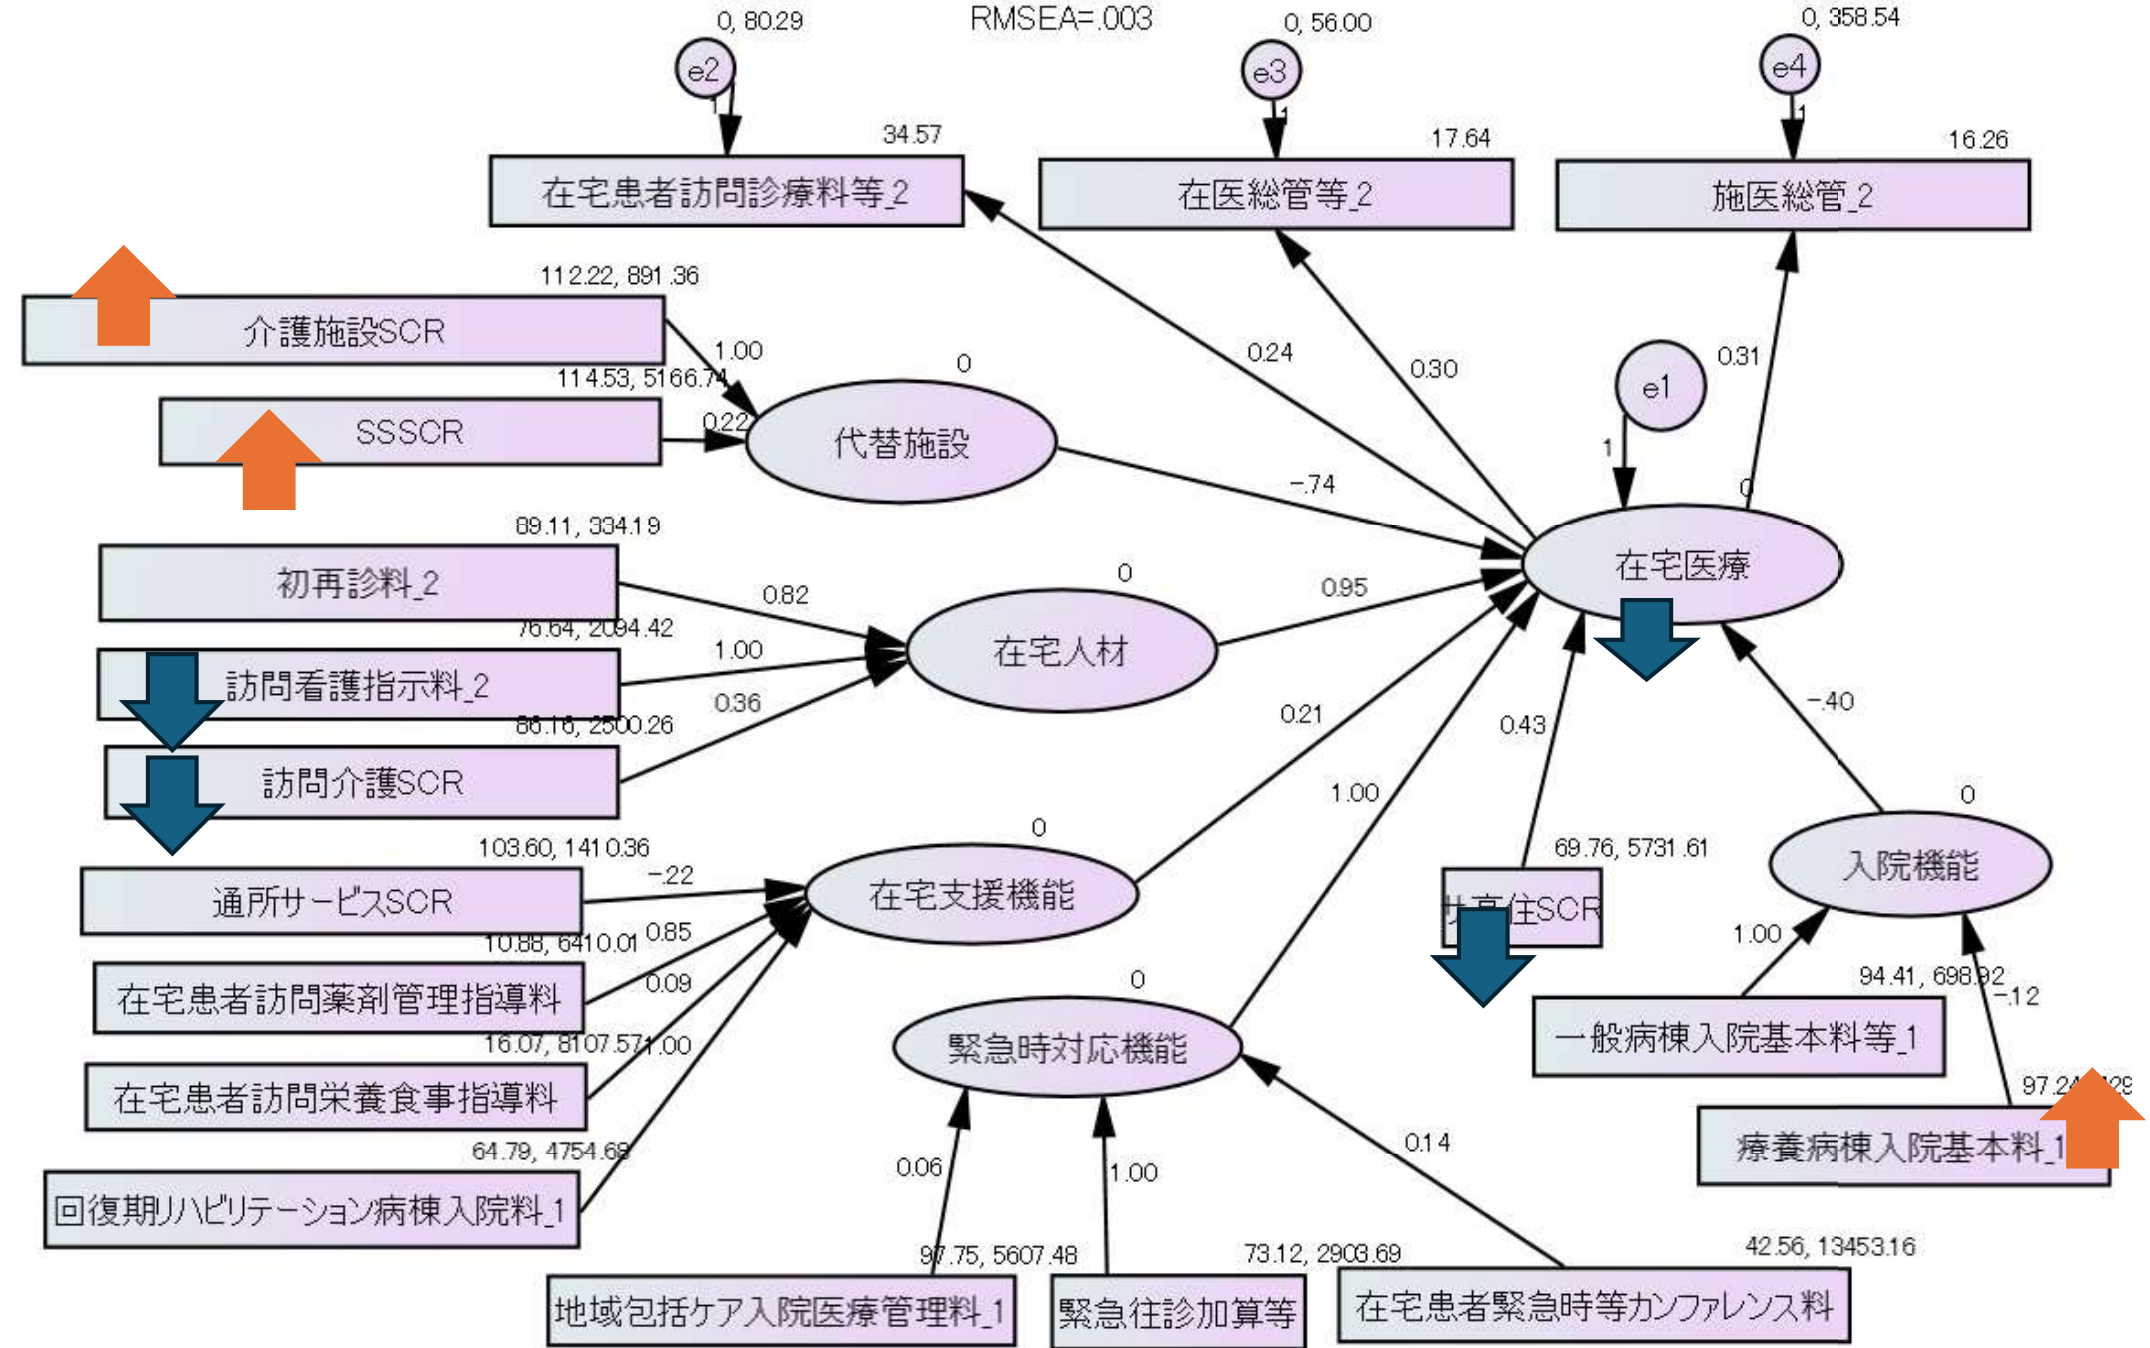 0, 80.29
RMSEA=.003
0, 56.00
0, 358.54
e2
e3
e4
1
1
1
34.57
17.64
16.26
在宅患者訪問診療料等_2
在医総管等_2
施医総管_2
112.22, 891.36
介護施設SCR
1.00
0
0.24
0.30
0.31
e1
114.53, 5166.74
SSSCR
0.22
代替施設
1
-.74
0
89.11, 334.19
初再診料_2
0.82
0
0.95
在宅医療
76.64, 2094.42
訪問看護指示料_2
1.00
在宅人材
0.36
86.16, 2500.26
訪問介護SCR
0.21
0.43
-.40
1.00
0
103.60, 1410.36
-.22
0
通所サービスSCR
在宅支援機能
69.76, 5731.61
入院機能
住SCR
10.88, 6410.01
0.85
在宅患者訪問薬剤管理指導料
0.09
0
1.00
94.41, 698.92
-.12
16.07, 8107.57
1.00
緊急時対応機能
一般病棟入院基本料等_1
在宅患者訪問栄養食事指導料
97.24
療養病棟入院基本料_1
64.79, 4754.68
0.06
1.00
0.14
回復期リハビリテーション病棟入院料_1
97.75, 5607.48
73.12, 2903.69
42.56, 13453.16
地域包括ケア入院医療管理料_1
緊急往診加算等
在宅患者緊急時等カンファレンス料